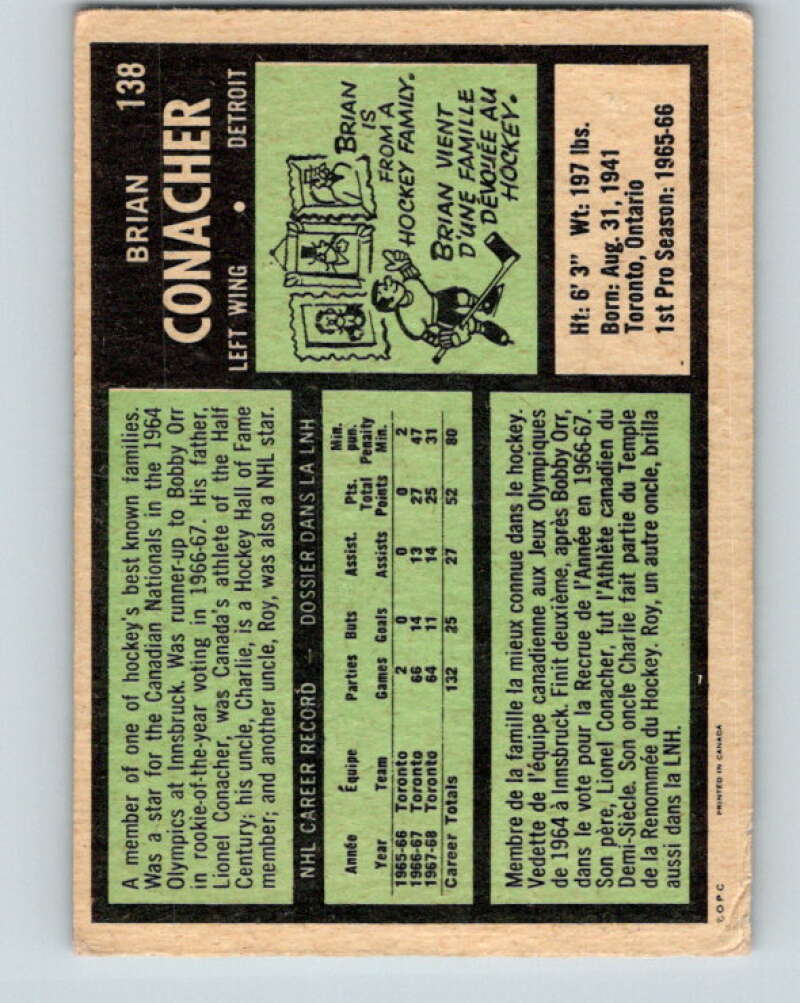 BRIAN 138
CONACHER
LEFT WING • DETROIT
A member of one of hockey's best known families.
Was a star for the Canadian Nationals in the 1964
Olympics at Innsbruck. Was runner-up to Bobby Orr
in rookie-of-the-year voting in 1966-67. His father,
Lionel Conacher, was Canada's athlete of the Half
Century; his uncle, Charlie, is a Hockey Hall of Fame
member; and another uncle, Roy, was also a NHL star.
BRIAN
IS
FROM A
HOCKEY FAMILY.
BRIAN VIENT
D'UNE FAMILLE
DÉVOUÉE AU
HOCKEY.
NHL CAREER RECORD – DOSSIER DANS LA LNH
Année Équipe Parties Buts Assist. Pts. Min. pun.
Year Team Games Goals Assists Total Points Penalty Min.
1965-66 Toronto 2 0 0 0 2
1966-67 Toronto 66 14 13 27 47
1967-68 Toronto 64 11 14 25 31
Career Totals 132 25 27 52 80
Membre de la famille la mieux connue dans le hockey.
Vedette de l'équipe canadienne aux Jeux Olympiques
de 1964 à Innsbruck. Finit deuxième, après Bobby Orr,
dans le vote pour la Recrue de l'Année en 1966-67.
Son père, Lionel Conacher, fut l'Athlète canadien du
Demi-Siècle. Son oncle Charlie fait partie du Temple
de la Renommée du Hockey. Roy, un autre oncle, brilla
aussi dans la LNH.
Ht: 6' 3" Wt: 197 lbs.
Born: Aug. 31, 1941
Toronto, Ontario
1st Pro Season: 1965-66
© O P C PRINTED IN CANADA